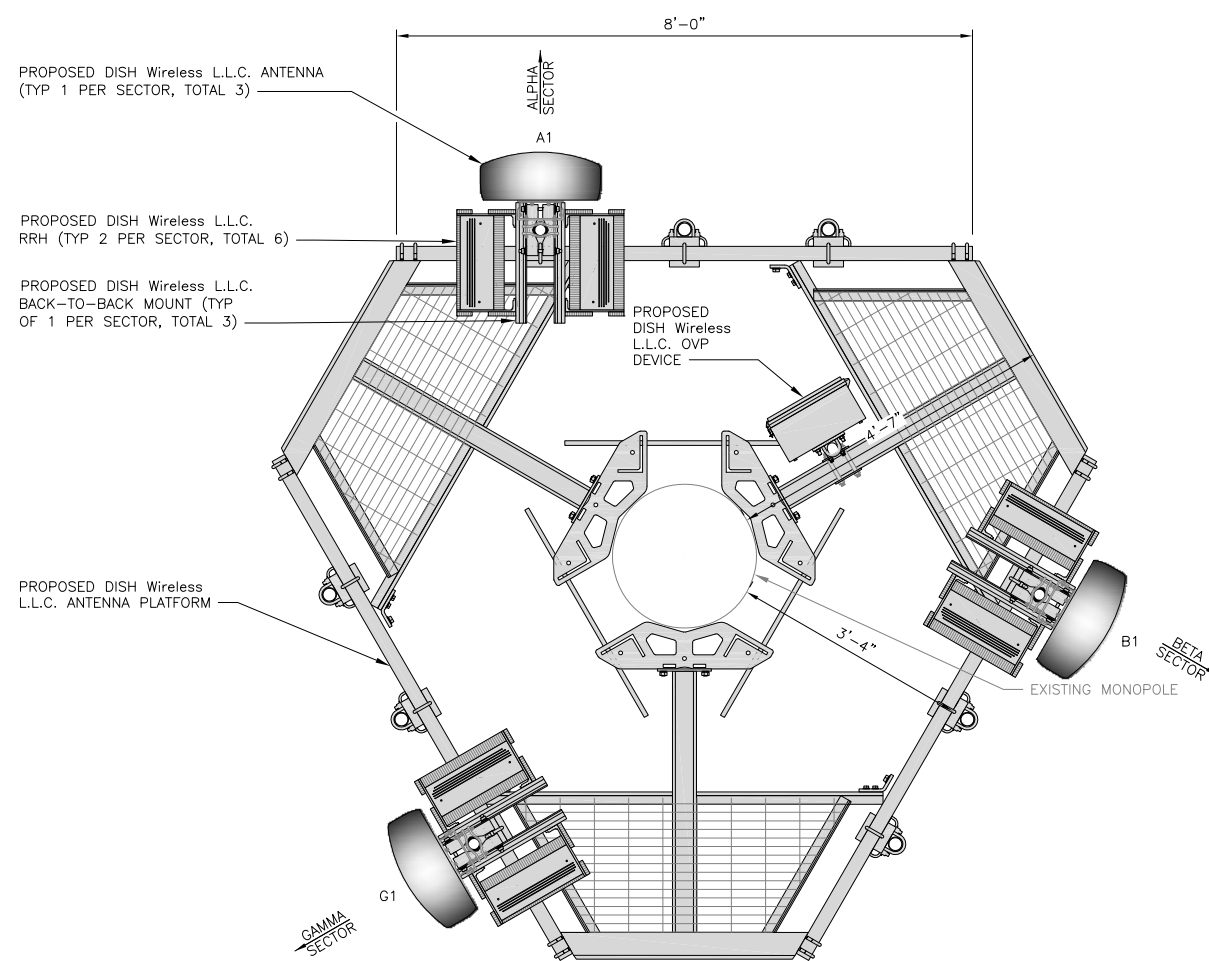 8'-0"
PROPOSED DISH Wireless L.L.C. ANTENNA
(TYP 1 PER SECTOR, TOTAL 3)
ALPHA
SECTOR
A1
PROPOSED DISH Wireless L.L.C.
RRH (TYP 2 PER SECTOR, TOTAL 6)
PROPOSED DISH Wireless L.L.C.
BACK-TO-BACK MOUNT (TYP
OF 1 PER SECTOR, TOTAL 3)
PROPOSED
DISH Wireless
L.L.C. OVP
DEVICE
4'-7"
PROPOSED DISH Wireless
L.L.C. ANTENNA PLATFORM
3'-4"
B1
BETA
SECTOR
EXISTING MONOPOLE
G1
GAMMA
SECTOR